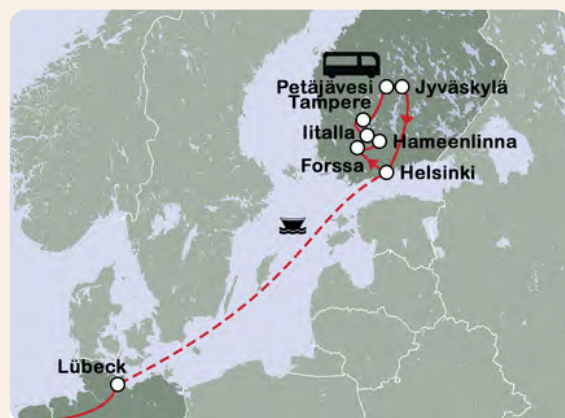 Petäjävesi Jyväskylä
Tampere
Iitalla
Hameenlinna
Forssa
Helsinki
Lübeck